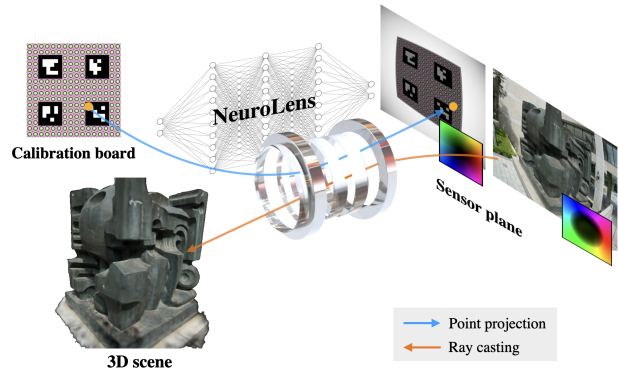 NeuroLens
Calibration board
Sensor plane
3D scene
Point projection
Ray casting